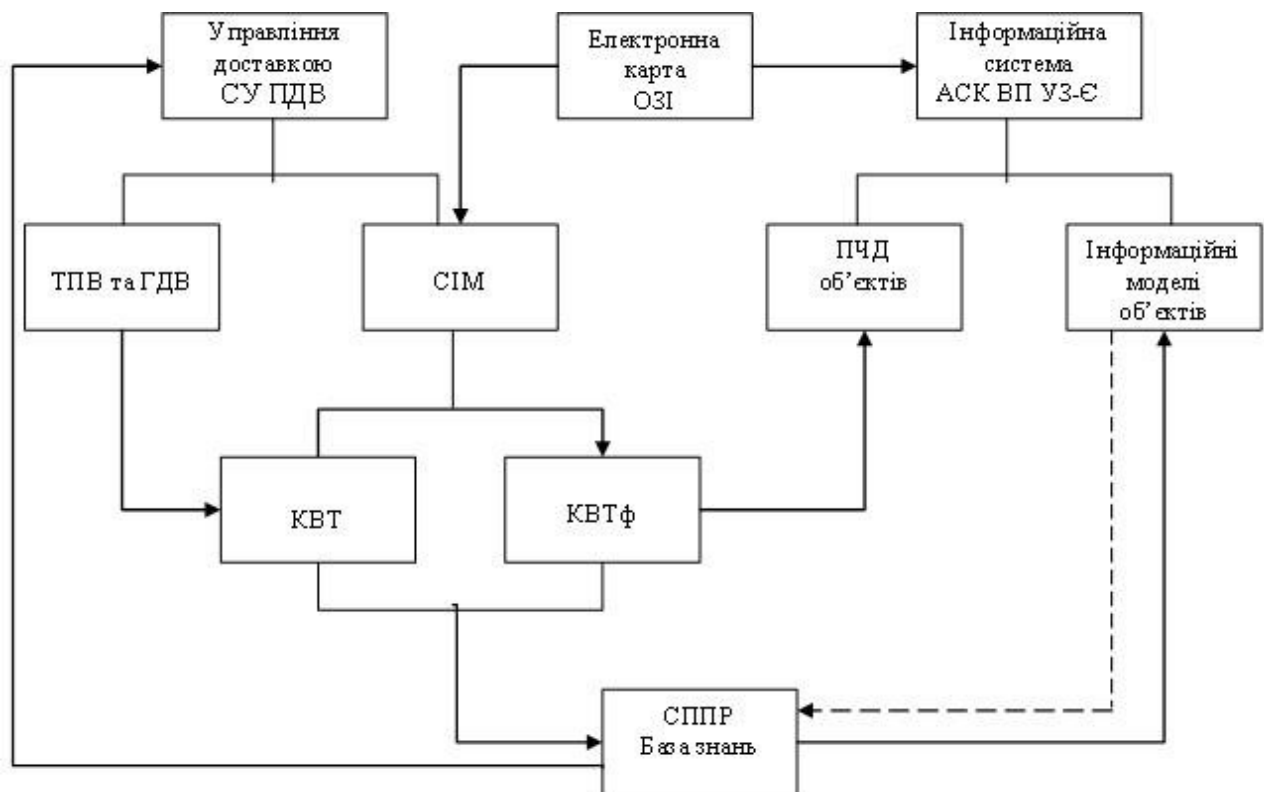 Управління
доставкою
СУ ПДВ
Електронна
карта
ОЗІ
Інформаційна
система
АСК ВП УЗ-Є
ТПВ та ГДВ
СІМ
ПЧД
об’єктів
Інформаційні
моделі
об’єктів
КВТ
КВТф
СППР
База знань